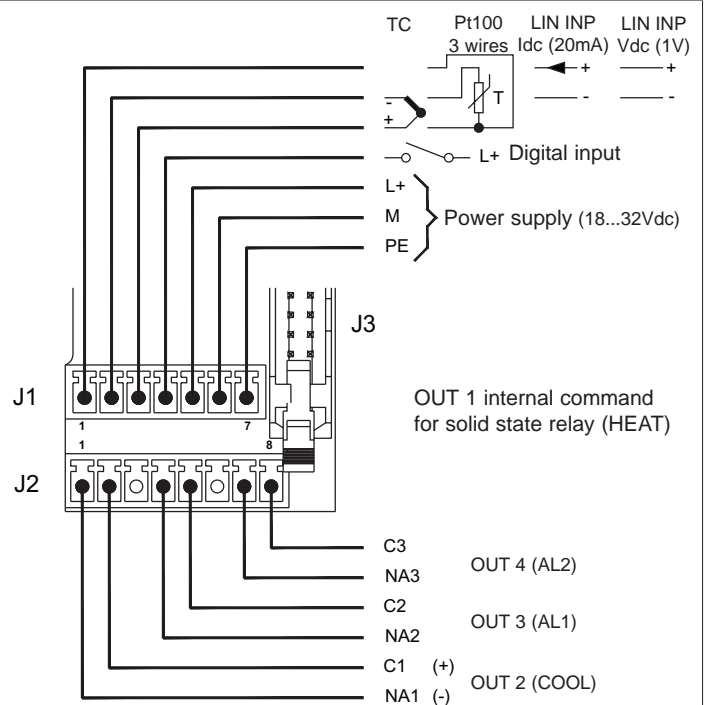 TC Pt100 LIN INP LIN INP
3 wires Idc (20mA) Vdc (1V)
+ +
- T - -
+
L+ Digital input
L+
M Power supply (18...32Vdc)
PE
J3
J1
OUT 1 internal command
for solid state relay (HEAT)
1 7
1 8
J2
C3
OUT 4 (AL2)
NA3
C2
OUT 3 (AL1)
NA2
C1 (+)
OUT 2 (COOL)
NA1 (-)